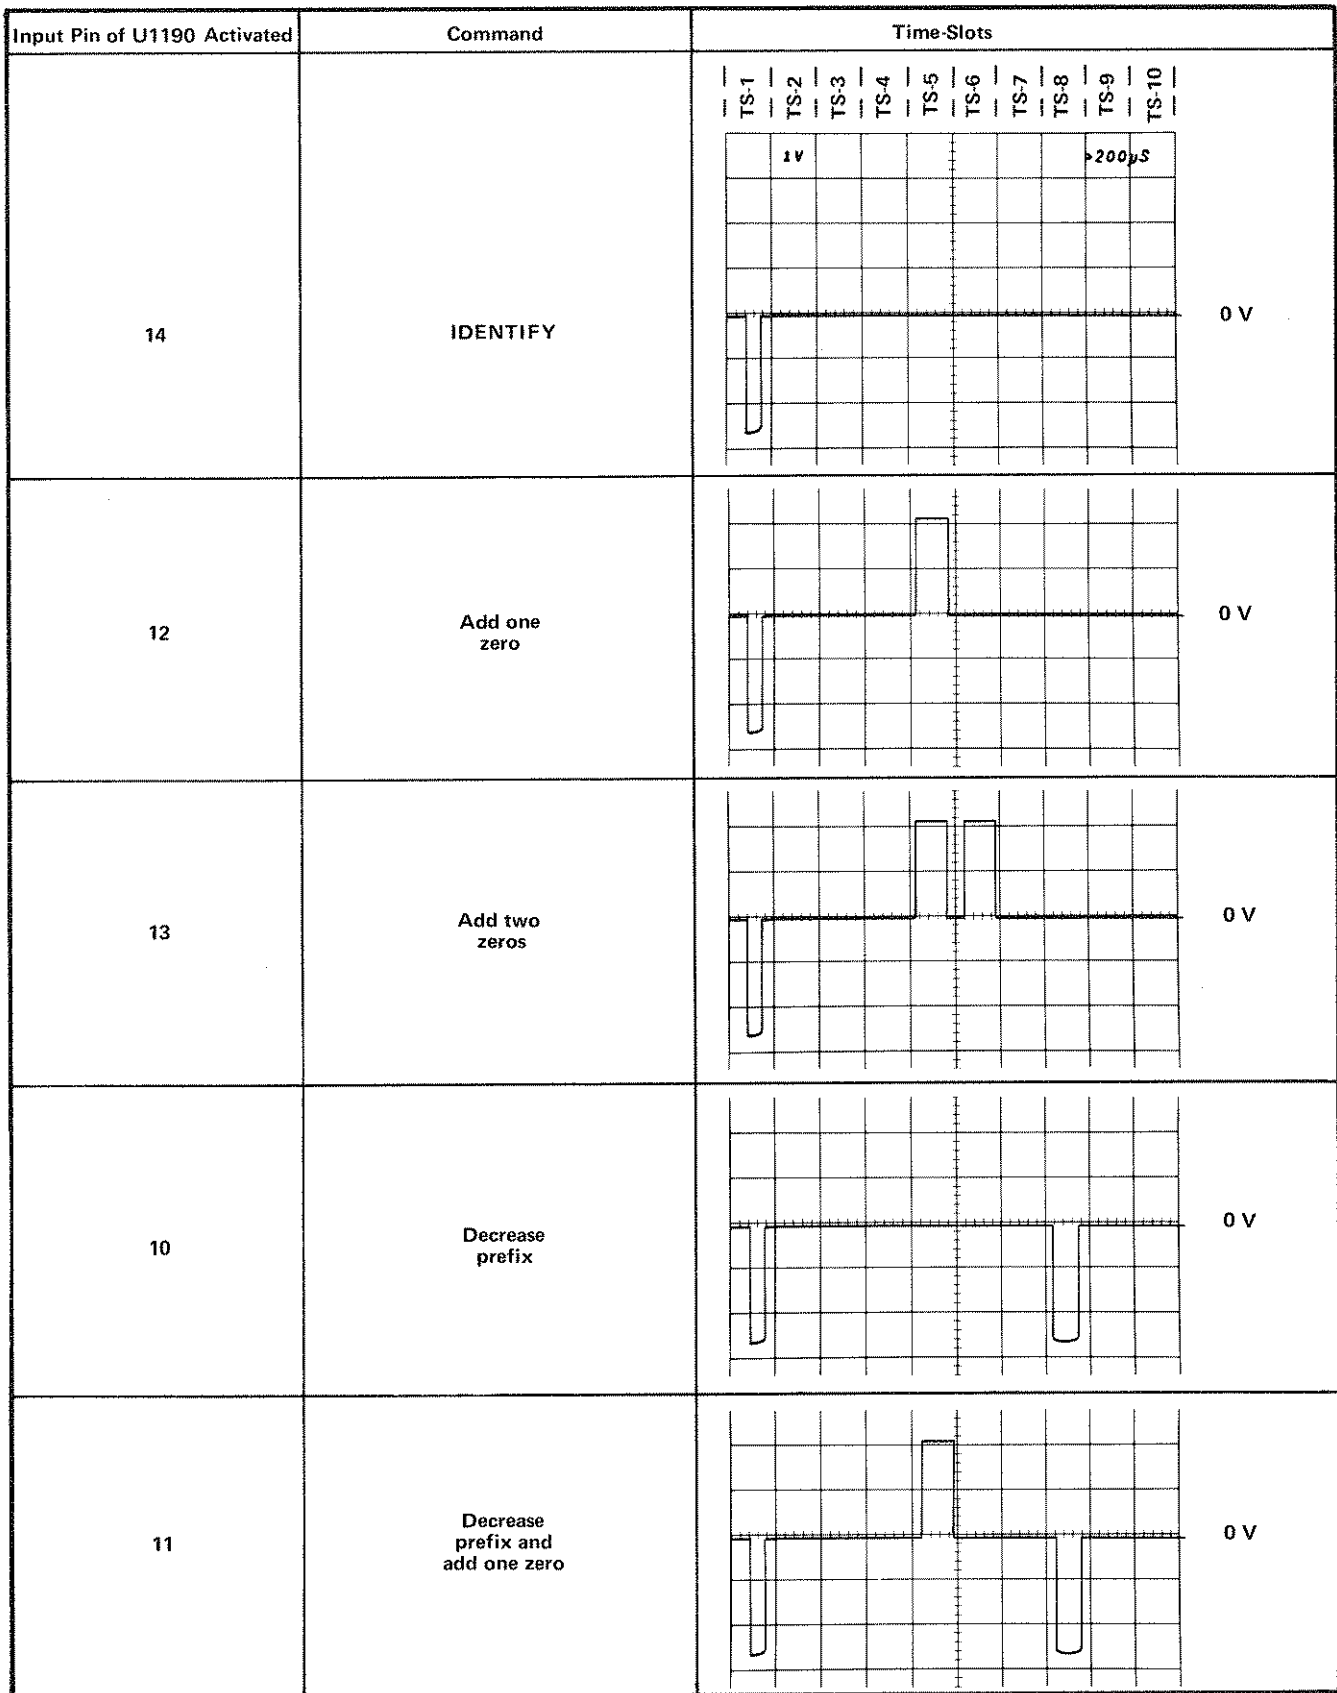 Input Pin of U1190 Activated
Command
Time-Slots
TS-1
TS-2
TS-3
TS-4
TS-5
TS-6
TS-7
TS-8
TS-9
TS-10
1V
>200µS
14
IDENTIFY
0 V
12
Add one
zero
0 V
13
Add two
zeros
0 V
10
Decrease
prefix
0 V
11
Decrease
prefix and
add one zero
0 V